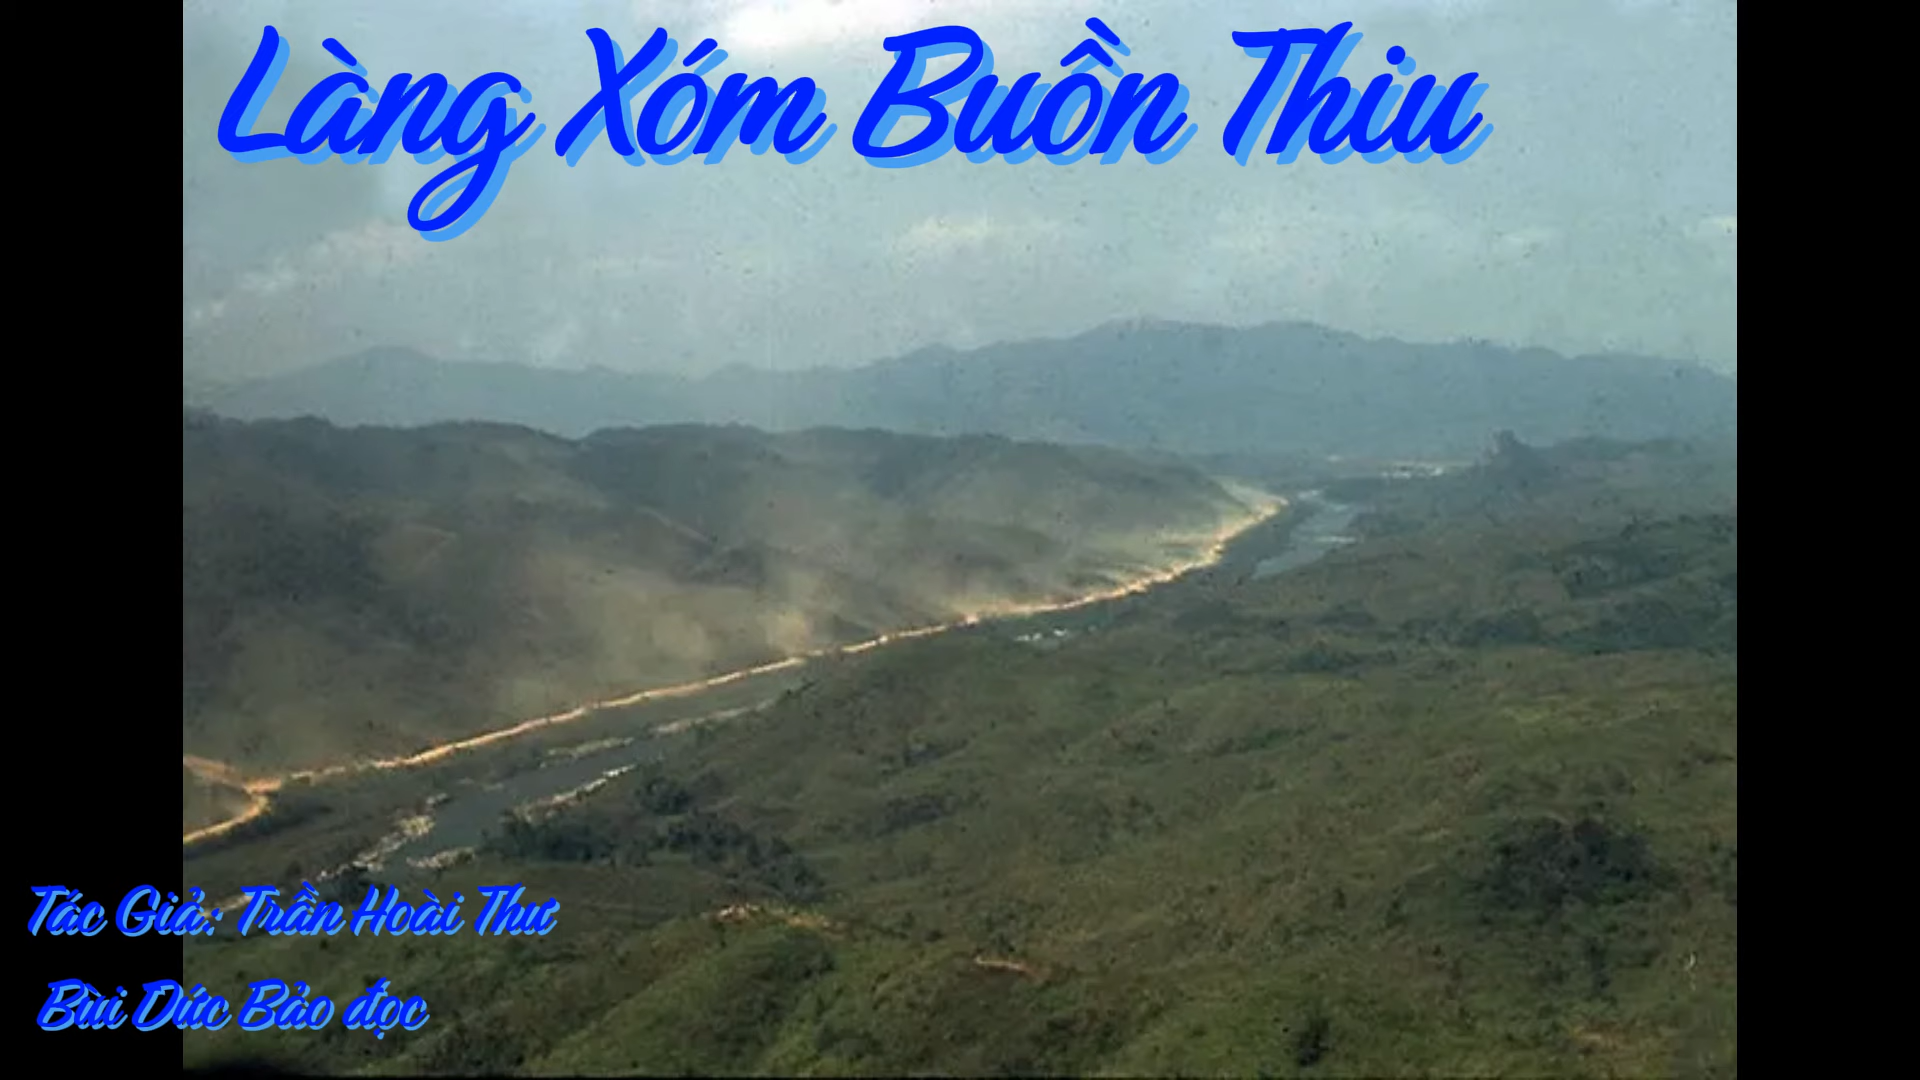 Làng Xóm Buồn Thiu
Tác Giả: Trần Hoài Thư
Bùi Đức Bảo đọc